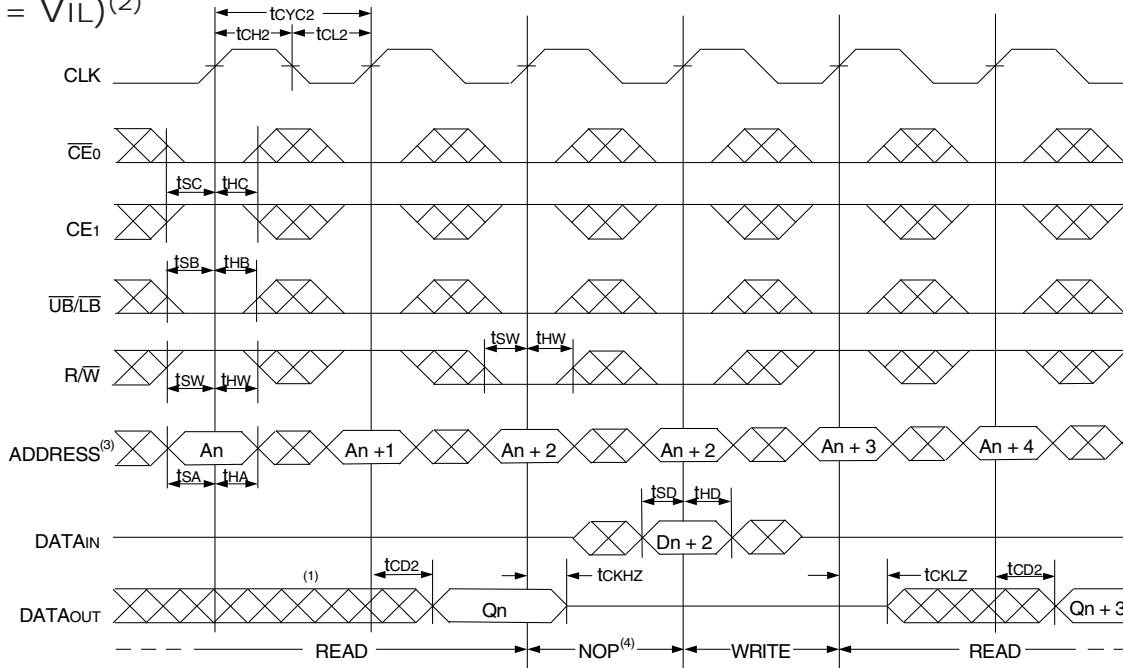 = VIL)(2)
tCYC2
tCH2 tCL2
CLK
CE0
tSC tHC
CE1
tSB tHB
UB/LB
tSW tHW
R/W
tSW tHW
ADDRESS(3) An An +1 An + 2 An + 2 An + 3 An + 4
tSA tHA
tSD tHD
DATAIN Dn + 2
(1) tCD2 tCKHZ tCKLZ tCD2
DATAOUT Qn Qn + 3
READ NOP(4) WRITE READ